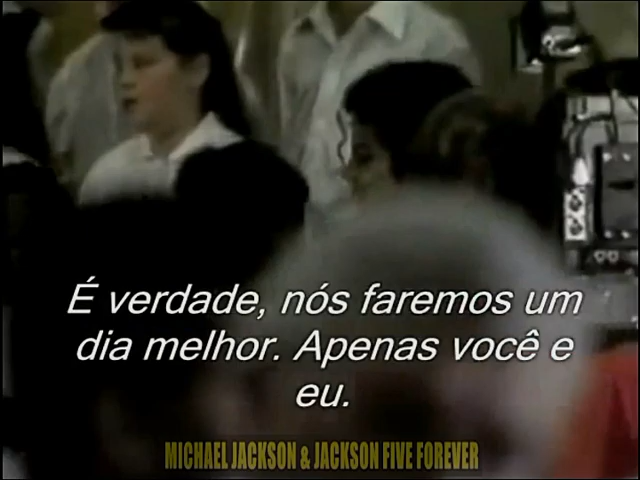 É verdade, nós faremos um
dia melhor. Apenas você e
eu.
MICHAEL JACKSON & JACKSON FIVE FOREVER